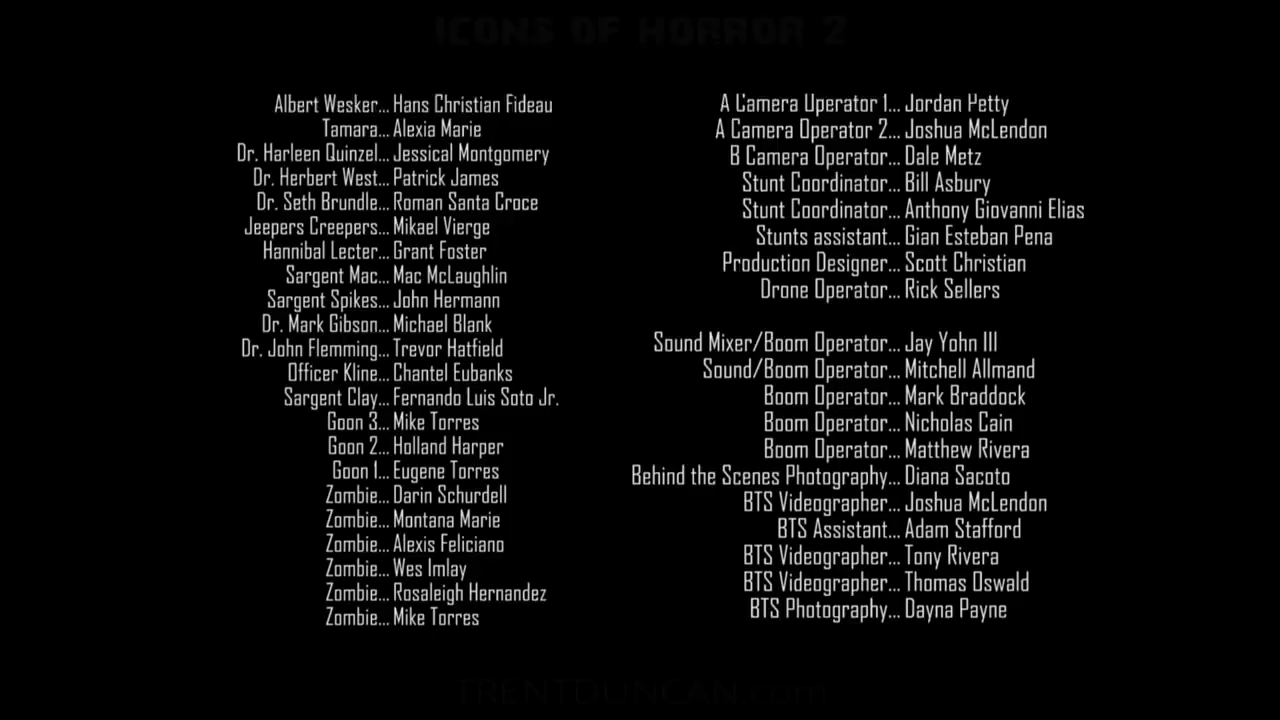 ICONS OF HORROR 2
Albert Wesker... Hans Christian Fideau
Tamara... Alexia Marie
Dr. Harleen Quinzel... Jessical Montgomery
Dr. Herbert West... Patrick James
Dr. Seth Brundle... Roman Santa Croce
Jeepers Creepers... Mikael Vierge
Hannibal Lecter... Grant Foster
Sargent Mac... Mac McLaughlin
Sargent Spikes... John Hermann
Dr. Mark Gibson... Michael Blank
Dr. John Flemming... Trevor Hatfield
Officer Kline... Chantel Eubanks
Sargent Clay... Fernando Luis Soto Jr.
Goon 3... Mike Torres
Goon 2... Holland Harper
Goon 1... Eugene Torres
Zombie... Darin Schurdell
Zombie... Montana Marie
Zombie... Alexis Feliciano
Zombie... Wes Imlay
Zombie... Rosaleigh Hernandez
Zombie... Mike Torres
A Camera Operator 1... Jordan Petty
A Camera Operator 2... Joshua McLendon
B Camera Operator... Dale Metz
Stunt Coordinator... Bill Asbury
Stunt Coordinator... Anthony Giovanni Elias
Stunts assistant... Gian Esteban Pena
Production Designer... Scott Christian
Drone Operator... Rick Sellers
Sound Mixer/Boom Operator... Jay Yohn III
Sound/Boom Operator... Mitchell Allmand
Boom Operator... Mark Braddock
Boom Operator... Nicholas Cain
Boom Operator... Matthew Rivera
Behind the Scenes Photography... Diana Sacoto
BTS Videographer... Joshua McLendon
BTS Assistant... Adam Stafford
BTS Videographer... Tony Rivera
BTS Videographer... Thomas Oswald
BTS Photography... Dayna Payne
TRENTDUNCAN.com